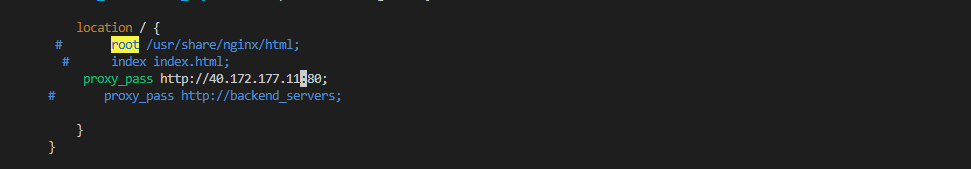 location / {
#      root /usr/share/nginx/html;
#      index index.html;
proxy_pass http://40.172.177.11:80;
#      proxy_pass http://backend_servers;
}
}